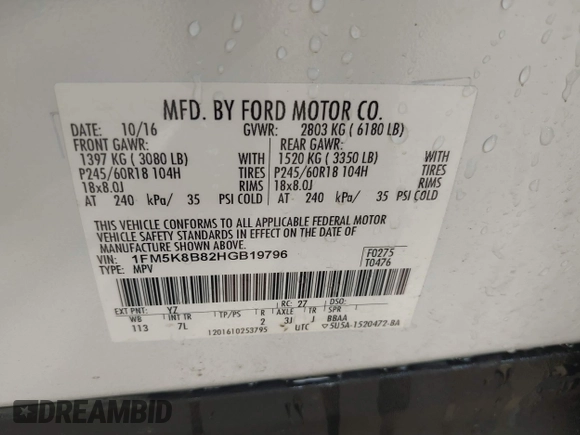 MFD. BY FORD MOTOR CO.
DATE: 10/16 GVWR: 2803 KG ( 6180 LB)
FRONT GAWR: REAR GAWR:
1397 KG ( 3080 LB) WITH 1520 KG ( 3350 LB) WITH
P245/60R18 104H TIRES P245/60R18 104H TIRES
18x8.0J RIMS 18x8.0J RIMS
AT 240 kPa/ 35 PSI COLD AT 240 kPa/ 35 PSI COLD
THIS VEHICLE CONFORMS TO ALL APPLICABLE FEDERAL MOTOR
VEHICLE SAFETY STANDARDS IN EFFECT ON THE DATE OF
MANUFACTURE SHOWN ABOVE.
VIN: 1FM5K8B82HGB19796 F0275
TYPE: MPV T0476
EXT PNT: YZ RC: 27 DSO:
WB INT TR TP/PS R AXLE TR SPR
113 7L 2 3J J BBAA
1201610253795 UTC ▽5U5A-1520472-BA
DREAMBID